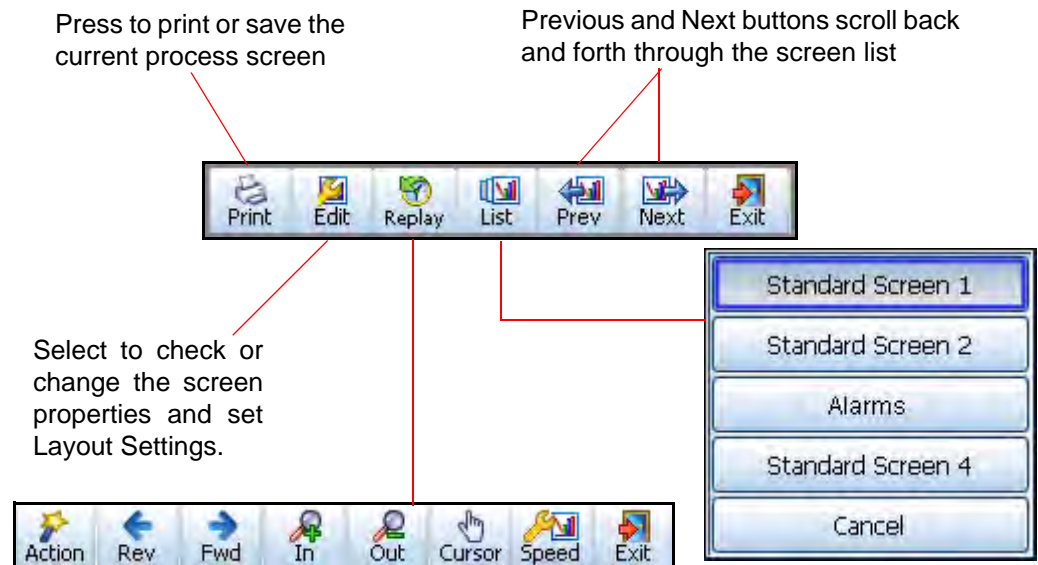 Press to print or save the
current process screen
Previous and Next buttons scroll back
and forth through the screen list
Print Edit Replay List Prev Next Exit
Select to check or
change the screen
properties and set
Layout Settings.
Standard Screen 1
Standard Screen 2
Alarms
Standard Screen 4
Cancel
Action Rev Fwd In Out Cursor Speed Exit